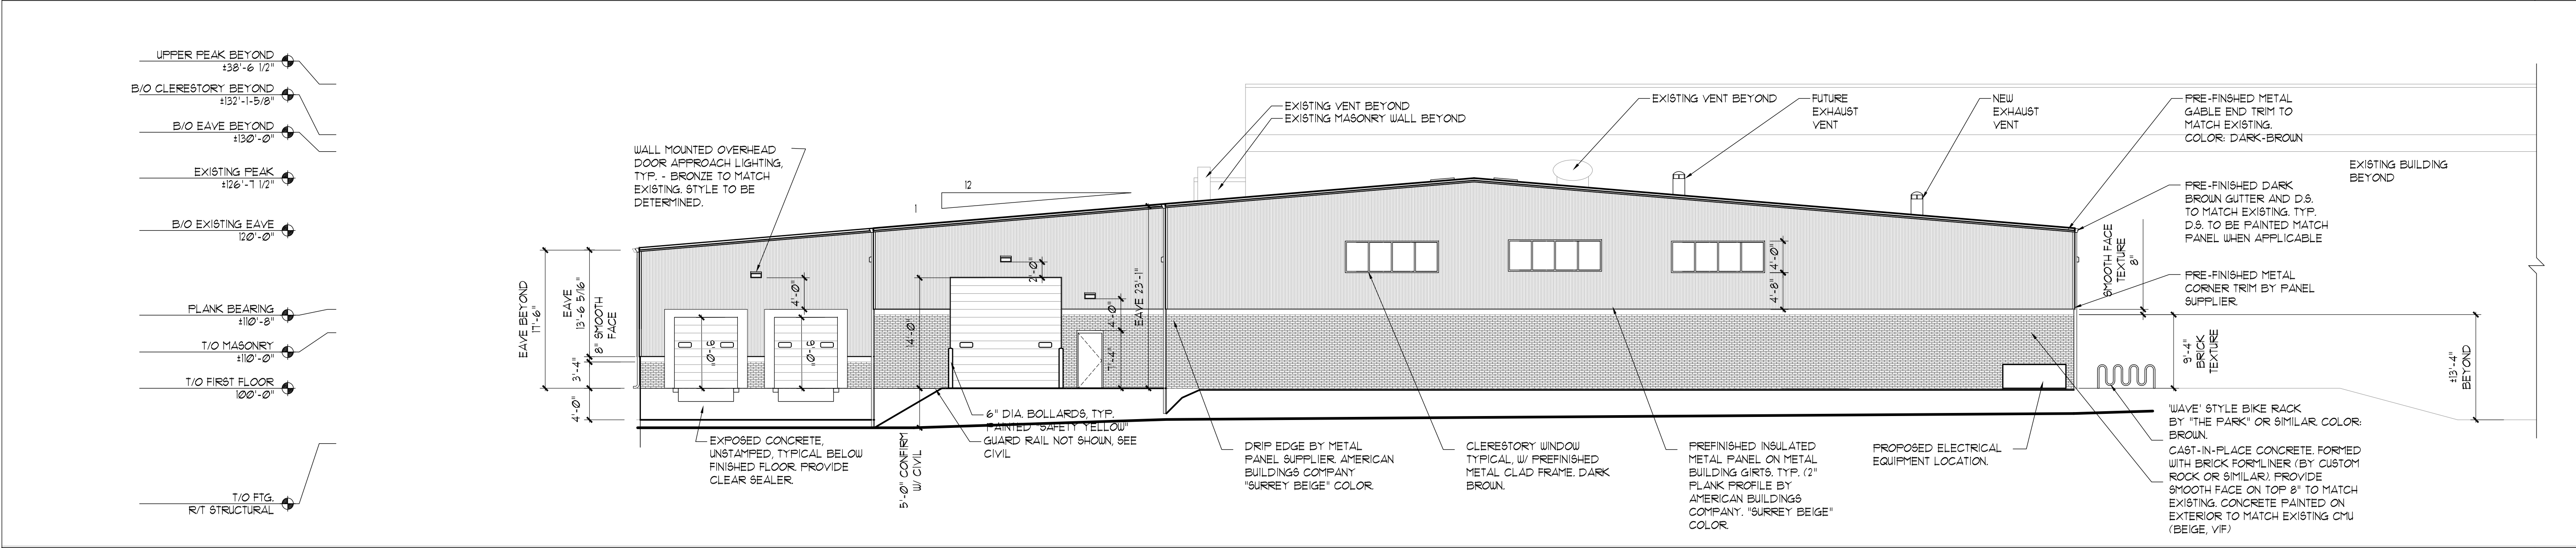 UPPER PEAK BEYOND
±38'-6 1/2"
B/O CLERESTORY BEYOND
±132'-1-5/8"
B/O EAVE BEYOND
±130'-0"
EXISTING PEAK
±126'-7 1/2"
B/O EXISTING EAVE
120'-0"
PLANK BEARING
±110'-8"
T/O MASONRY
±110'-0"
T/O FIRST FLOOR
100'-0"
T/O FTG.
R/T STRUCTURAL
EAVE BEYOND
17'-6"
EAVE
13'-6 5/16"
8" SMOOTH
FACE
3'-4"
4'-0"
WALL MOUNTED OVERHEAD
DOOR APPROACH LIGHTING,
TYP. - BRONZE TO MATCH
EXISTING. STYLE TO BE
DETERMINED.
12
1
4'-0"
9'-0"
9'-0"
2'-0"
14'-0"
4'-0"
7'-4"
EAVE 23'-1"
EXPOSED CONCRETE,
UNSTAMPED, TYPICAL BELOW
FINISHED FLOOR. PROVIDE
CLEAR SEALER.
5'-0" CONFIRM
W/ CIVIL
6" DIA. BOLLARDS, TYP.
PAINTED "SAFETY YELLOW"
GUARD RAIL NOT SHOWN, SEE
CIVIL
EXISTING VENT BEYOND
EXISTING MASONRY WALL BEYOND
EXISTING VENT BEYOND
FUTURE
EXHAUST
VENT
NEW
EXHAUST
VENT
4'-0"
4'-8"
DRIP EDGE BY METAL
PANEL SUPPLIER. AMERICAN
BUILDINGS COMPANY
"SURREY BEIGE" COLOR.
CLERESTORY WINDOW
TYPICAL, W/ PREFINISHED
METAL CLAD FRAME. DARK
BROWN.
PREFINISHED INSULATED
METAL PANEL ON METAL
BUILDING GIRTS. TYP. (2"
PLANK PROFILE BY
AMERICAN BUILDINGS
COMPANY. "SURREY BEIGE"
COLOR.
PROPOSED ELECTRICAL
EQUIPMENT LOCATION.
PRE-FINSHED METAL
GABLE END TRIM TO
MATCH EXISTING.
COLOR: DARK-BROWN
EXISTING BUILDING
BEYOND
PRE-FINISHED DARK
BROWN GUTTER AND D.S.
TO MATCH EXISTING. TYP.
D.S. TO BE PAINTED MATCH
PANEL WHEN APPLICABLE
SMOOTH FACE
TEXTURE
8"
PRE-FINISHED METAL
CORNER TRIM BY PANEL
SUPPLIER.
9'-4"
BRICK
TEXTURE
±13'-4"
BEYOND
'WAVE' STYLE BIKE RACK
BY "THE PARK" OR SIMILAR. COLOR:
BROWN.
CAST-IN-PLACE CONCRETE. FORMED
WITH BRICK FORMLINER (BY CUSTOM
ROCK OR SIMILAR). PROVIDE
SMOOTH FACE ON TOP 8" TO MATCH
EXISTING. CONCRETE PAINTED ON
EXTERIOR TO MATCH EXISTING CMU
(BEIGE, VIF)